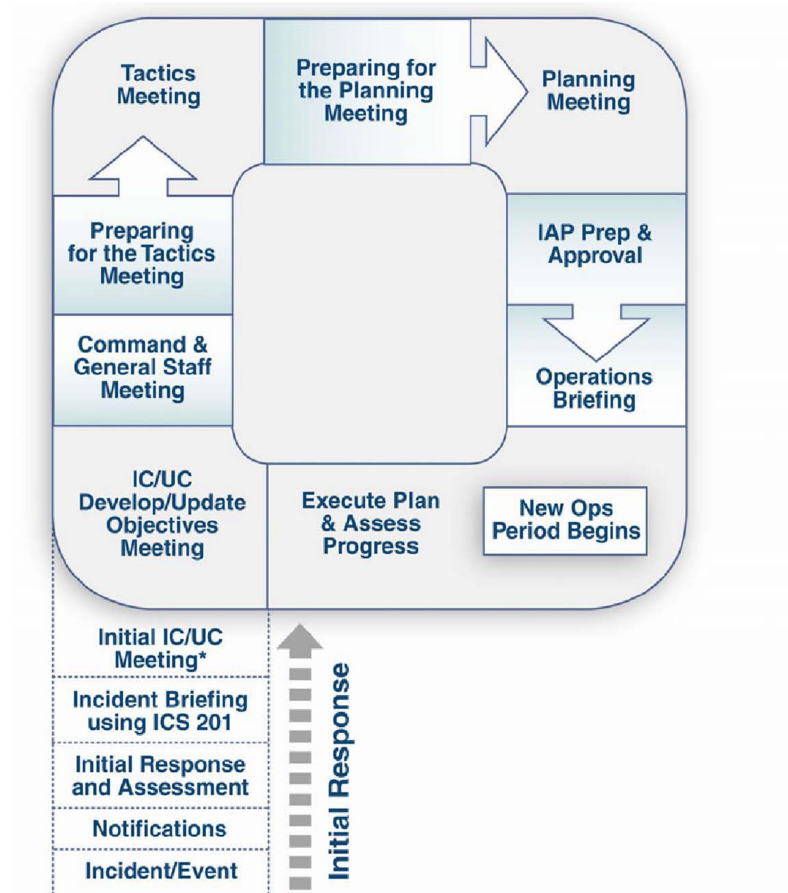 Tactics
Meeting
Preparing for
the Planning
Meeting
Planning
Meeting
Preparing
for the Tactics
Meeting
IAP Prep &
Approval
Command &
General Staff
Meeting
Operations
Briefing
IC/UC
Develop/Update
Objectives
Meeting
Execute Plan
& Assess
Progress
New Ops
Period Begins
Initial IC/UC
Meeting*
Incident Briefing
using ICS 201
Initial Response
and Assessment
Notifications
Incident/Event
Initial Response